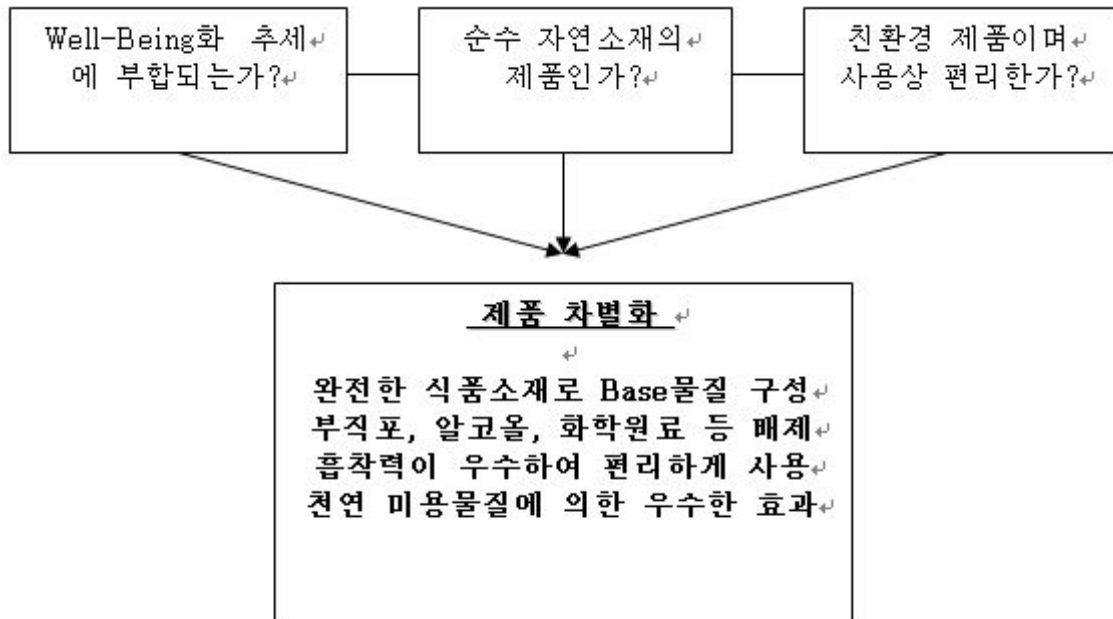 Well-Being화 추세
에 부합되는가?
순수 자연소재의
제품인가?
친환경 제품이며
사용상 편리한가?
제품 차별화
완전한 식품소재로 Base물질 구성
부직포, 알코올, 화학원료 등 배제
흡착력이 우수하여 편리하게 사용
천연 미용물질에 의한 우수한 효과